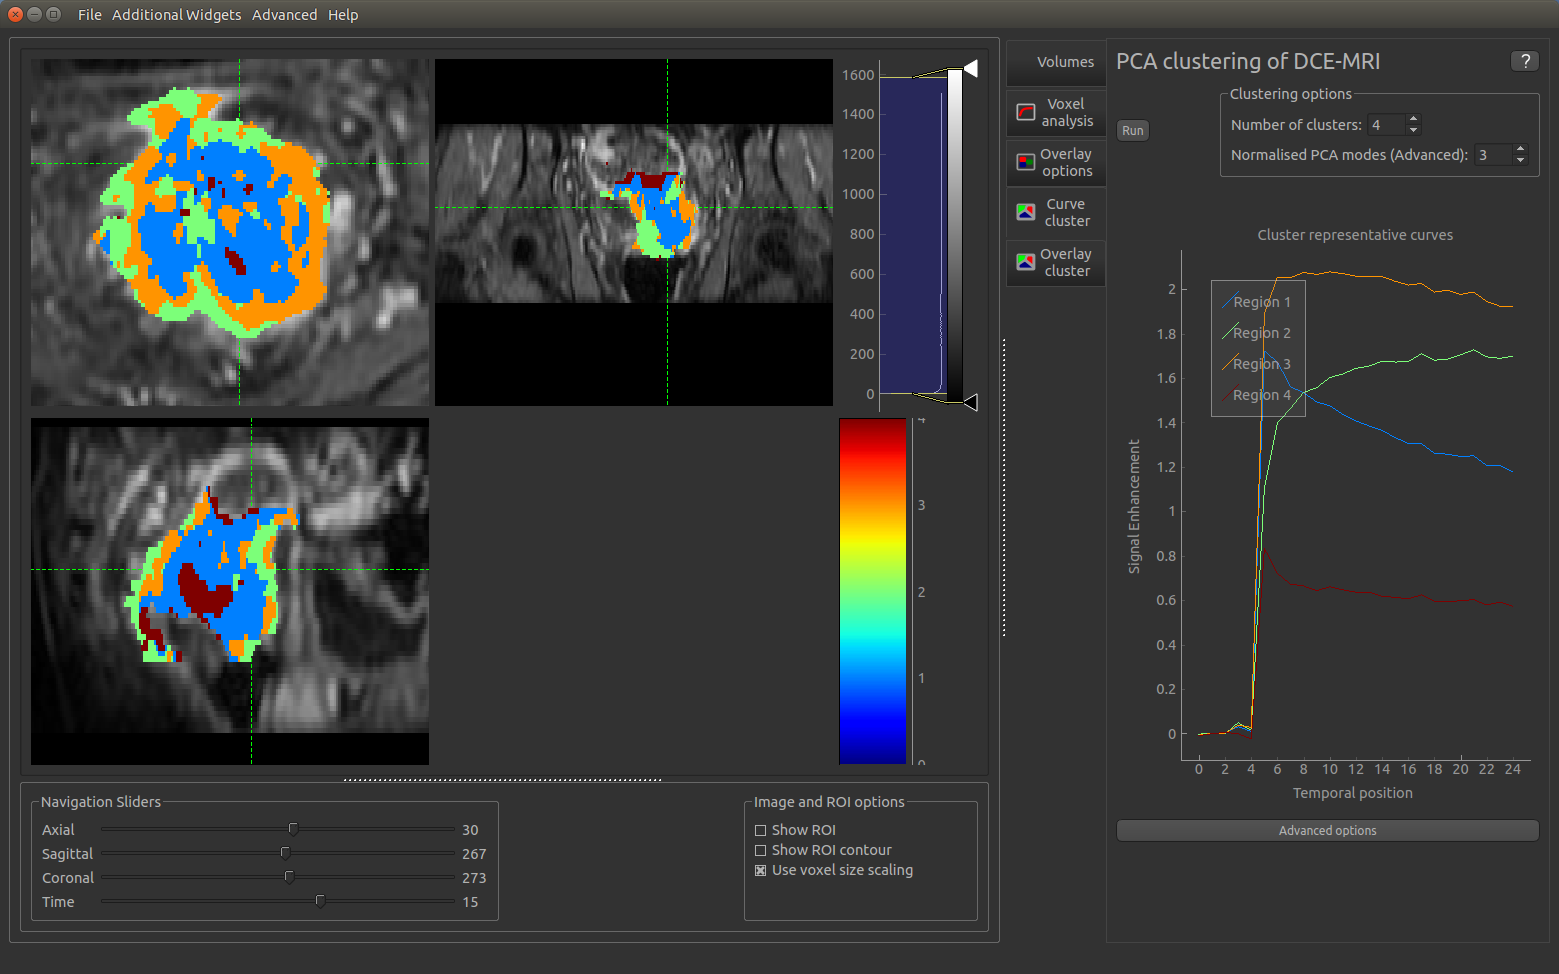 File Additional Widgets Advanced Help
1600
1400
1200
1000
800
600
400
200
0
4
3
2
1
0
Navigation Sliders
Axial 30
Sagittal 267
Coronal 273
Time 15
Image and ROI options
Show ROI
Show ROI contour
Use voxel size scaling
Volumes
Voxel
analysis
Overlay
options
Curve
cluster
Overlay
cluster
PCA clustering of DCE-MRI ?
Run
Clustering options
Number of clusters: 4
Normalised PCA modes (Advanced): 3
Cluster representative curves
Region 1
Region 2
Region 3
Region 4
Signal Enhancement
2
1.8
1.6
1.4
1.2
1
0.8
0.6
0.4
0.2
0
0 2 4 6 8 10 12 14 16 18 20 22 24
Temporal position
Advanced options